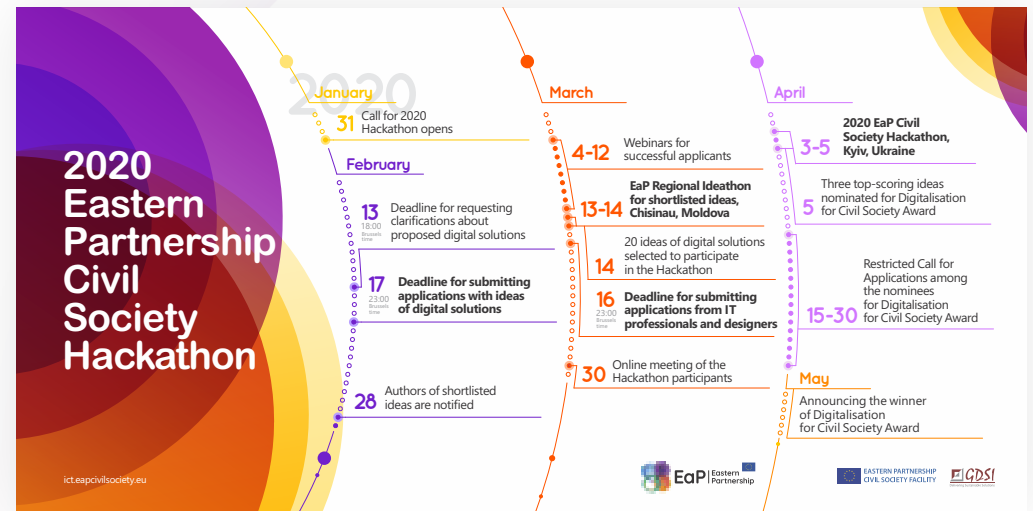 2020
Eastern
Partnership
Civil
Society
Hackathon
ict.eapcivilsociety.eu
2020
January
31
Call for 2020
Hackathon opens
February
13
18:00
Brussels
time
Deadline for requesting
clarifications about
proposed digital solutions
17
23:00
Brussels
time
Deadline for submitting
applications with ideas
of digital solutions
28
Authors of shortlisted
ideas are notified
March
4-12
Webinars for
successful applicants
13-14
EaP Regional Ideathon
for shortlisted ideas,
Chisinau, Moldova
14
20 ideas of digital solutions
selected to participate
in the Hackathon
16
23:00
Brussels
time
Deadline for submitting
applications from IT
professionals and designers
30
Online meeting of the
Hackathon participants
April
3-5
2020 EaP Civil
Society Hackathon,
Kyiv, Ukraine
5
Three top-scoring ideas
nominated for Digitalisation
for Civil Society Award
15-30
Restricted Call for
Applications among
the nominees
for Digitalisation
for Civil Society Award
May
Announcing the winner
of Digitalisation
for Civil Society Award
EaP
Eastern
Partnership
EASTERN PARTNERSHIP
CIVIL SOCIETY FACILITY
GDSI